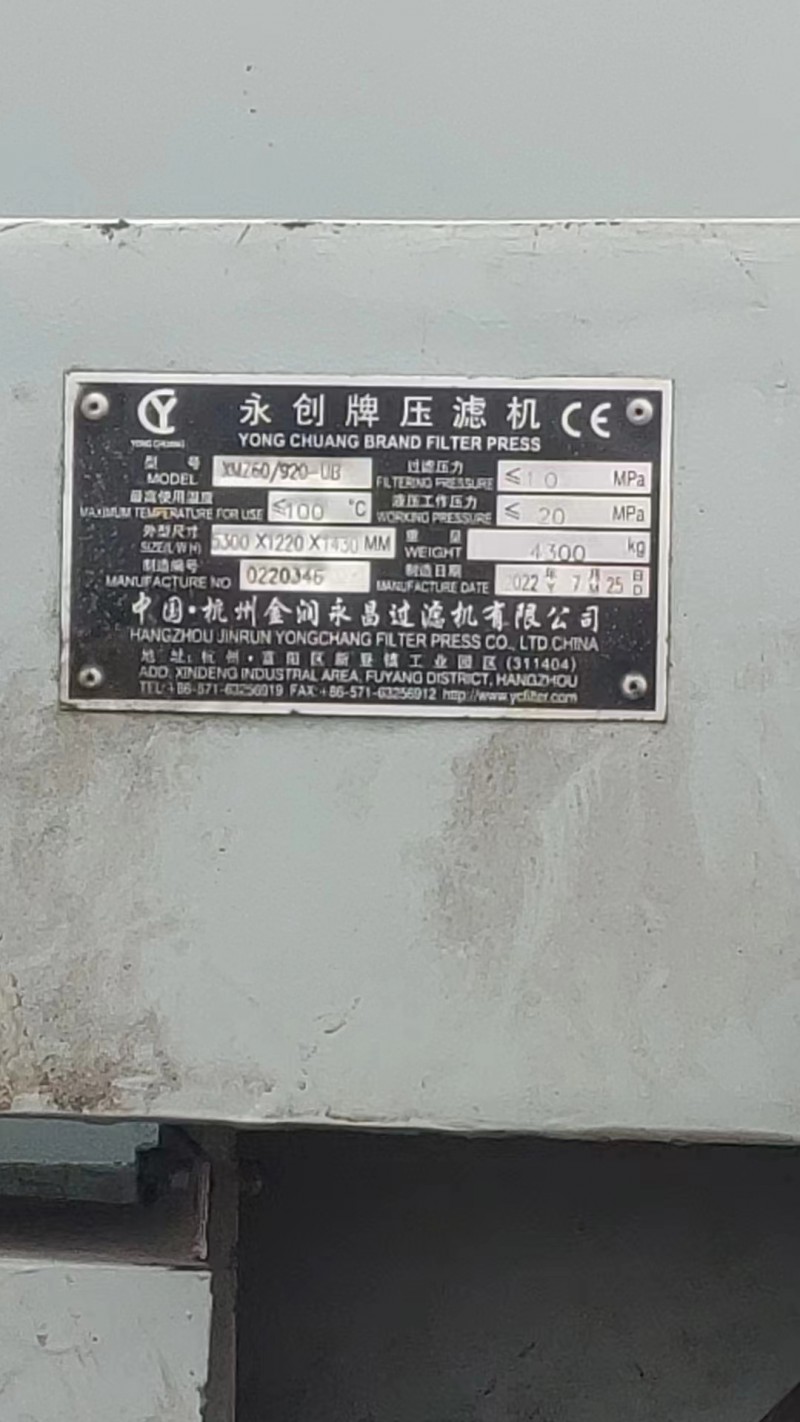 CY 永创牌压滤机 CE
YONG CHUANG
YONG CHUANG BRAND FILTER PRESS
型号 MODEL XMZ60/920-UB
过滤压力 FILTERING PRESSURE ≤1.0 MPa
最高使用温度 MAXIMUM TEMPERATURE FOR USE ≤100 °C
液压工作压力 WORKING PRESSURE ≤ 20 MPa
外型尺寸 SIZE(L W H) 5300 X1220 X1430 MM
重量 WEIGHT 4300 kg
制造编号 MANUFACTURE NO 0220346
制造日期 MANUFACTURE DATE 2022 年Y 7 月M 25 日D
中国·杭州金润永昌过滤机有限公司
HANGZHOU JINRUN YONGCHANG FILTER PRESS CO., LTD.CHINA
地 址: 杭州·富阳区新登镇工业园区(311404)
ADD. XINDENG INDUSTRIAL AREA, FUYANG DISTRICT, HANGZHOU
TEL:+86-571-63256919 FAX:+86-571-63256912 http://www.ycfilter.com